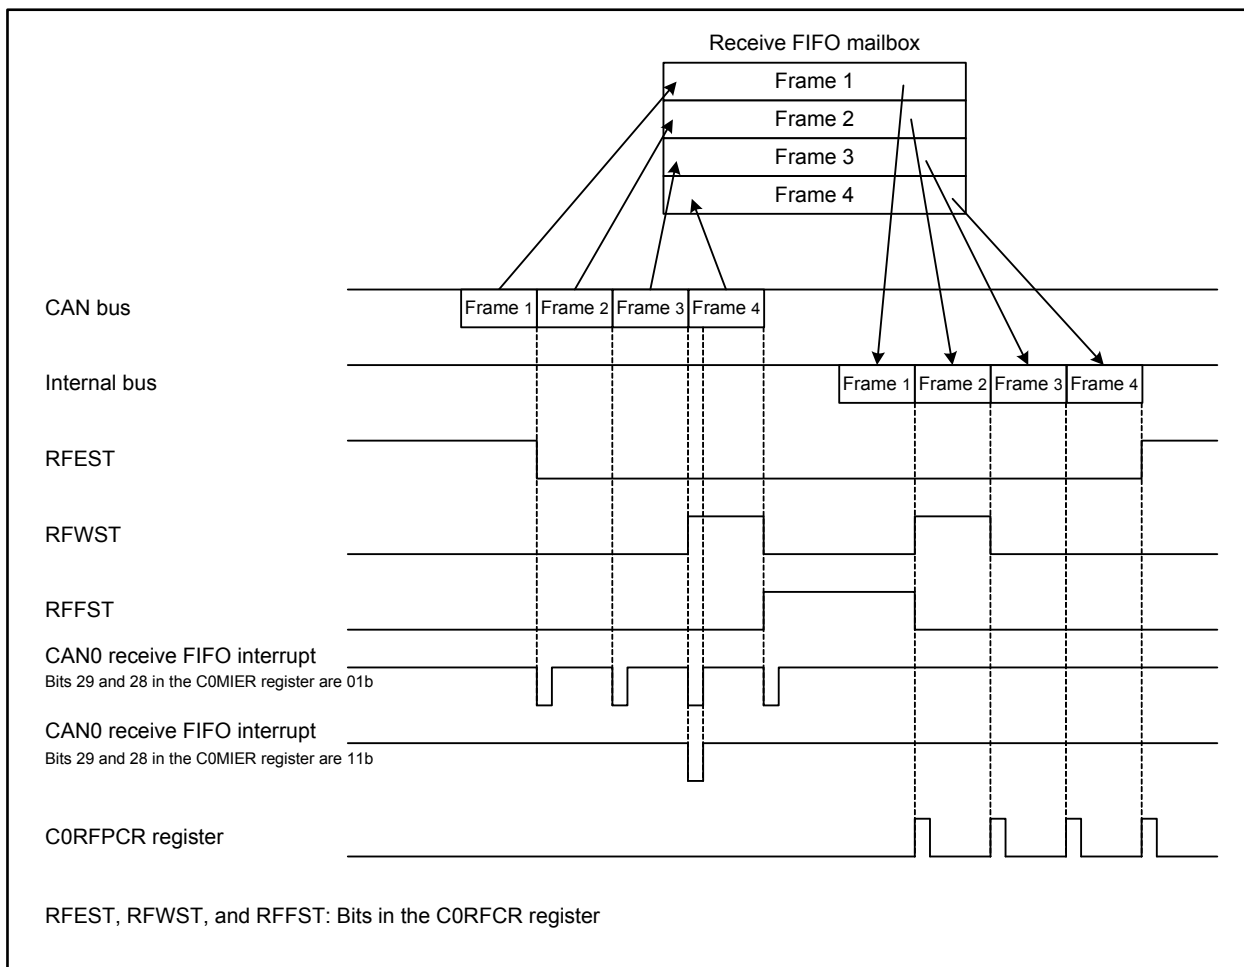 Receive FIFO mailbox
Frame 1
Frame 2
Frame 3
Frame 4
CAN bus
Frame 1 Frame 2 Frame 3 Frame 4
Internal bus
Frame 1 Frame 2 Frame 3 Frame 4
RFEST
RFWST
RFFST
CAN0 receive FIFO interrupt
Bits 29 and 28 in the C0MIER register are 01b
CAN0 receive FIFO interrupt
Bits 29 and 28 in the C0MIER register are 11b
C0RFPCR register
RFEST, RFWST, and RFFST: Bits in the C0RFCR register